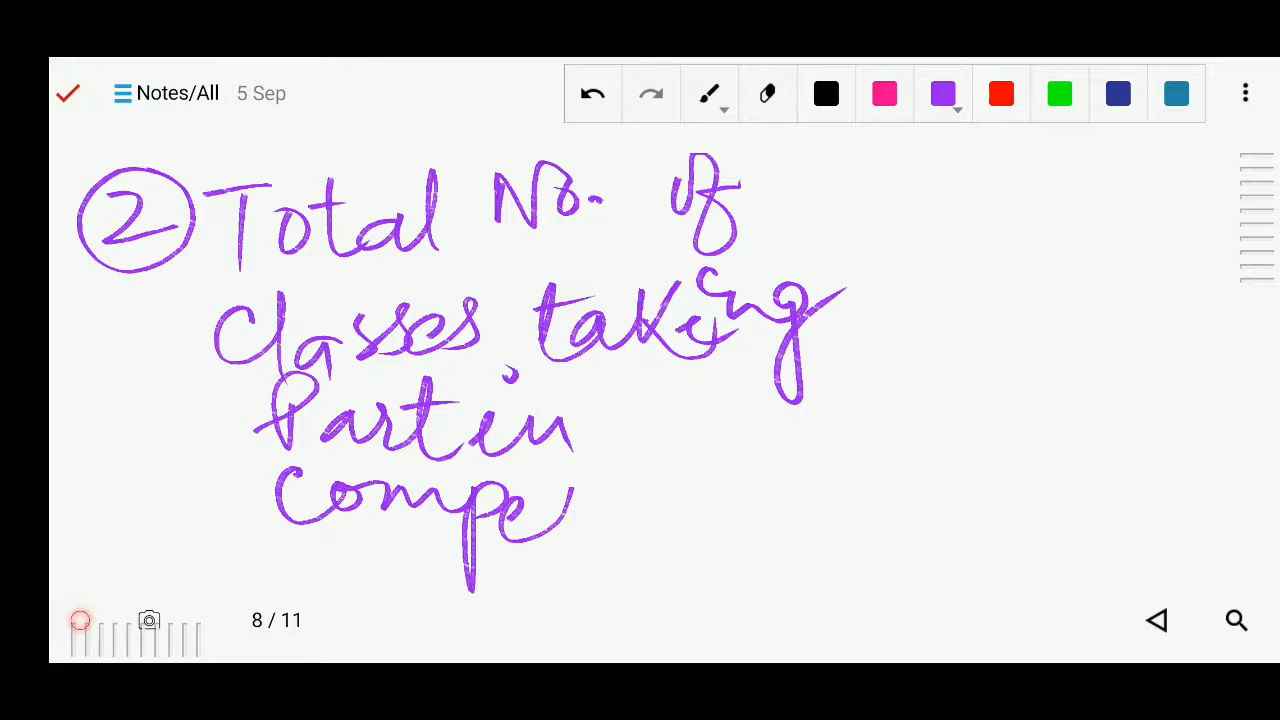 Notes/All 5 Sep
2 Total No. of
Classes taking
Part in
Compe
8 / 11